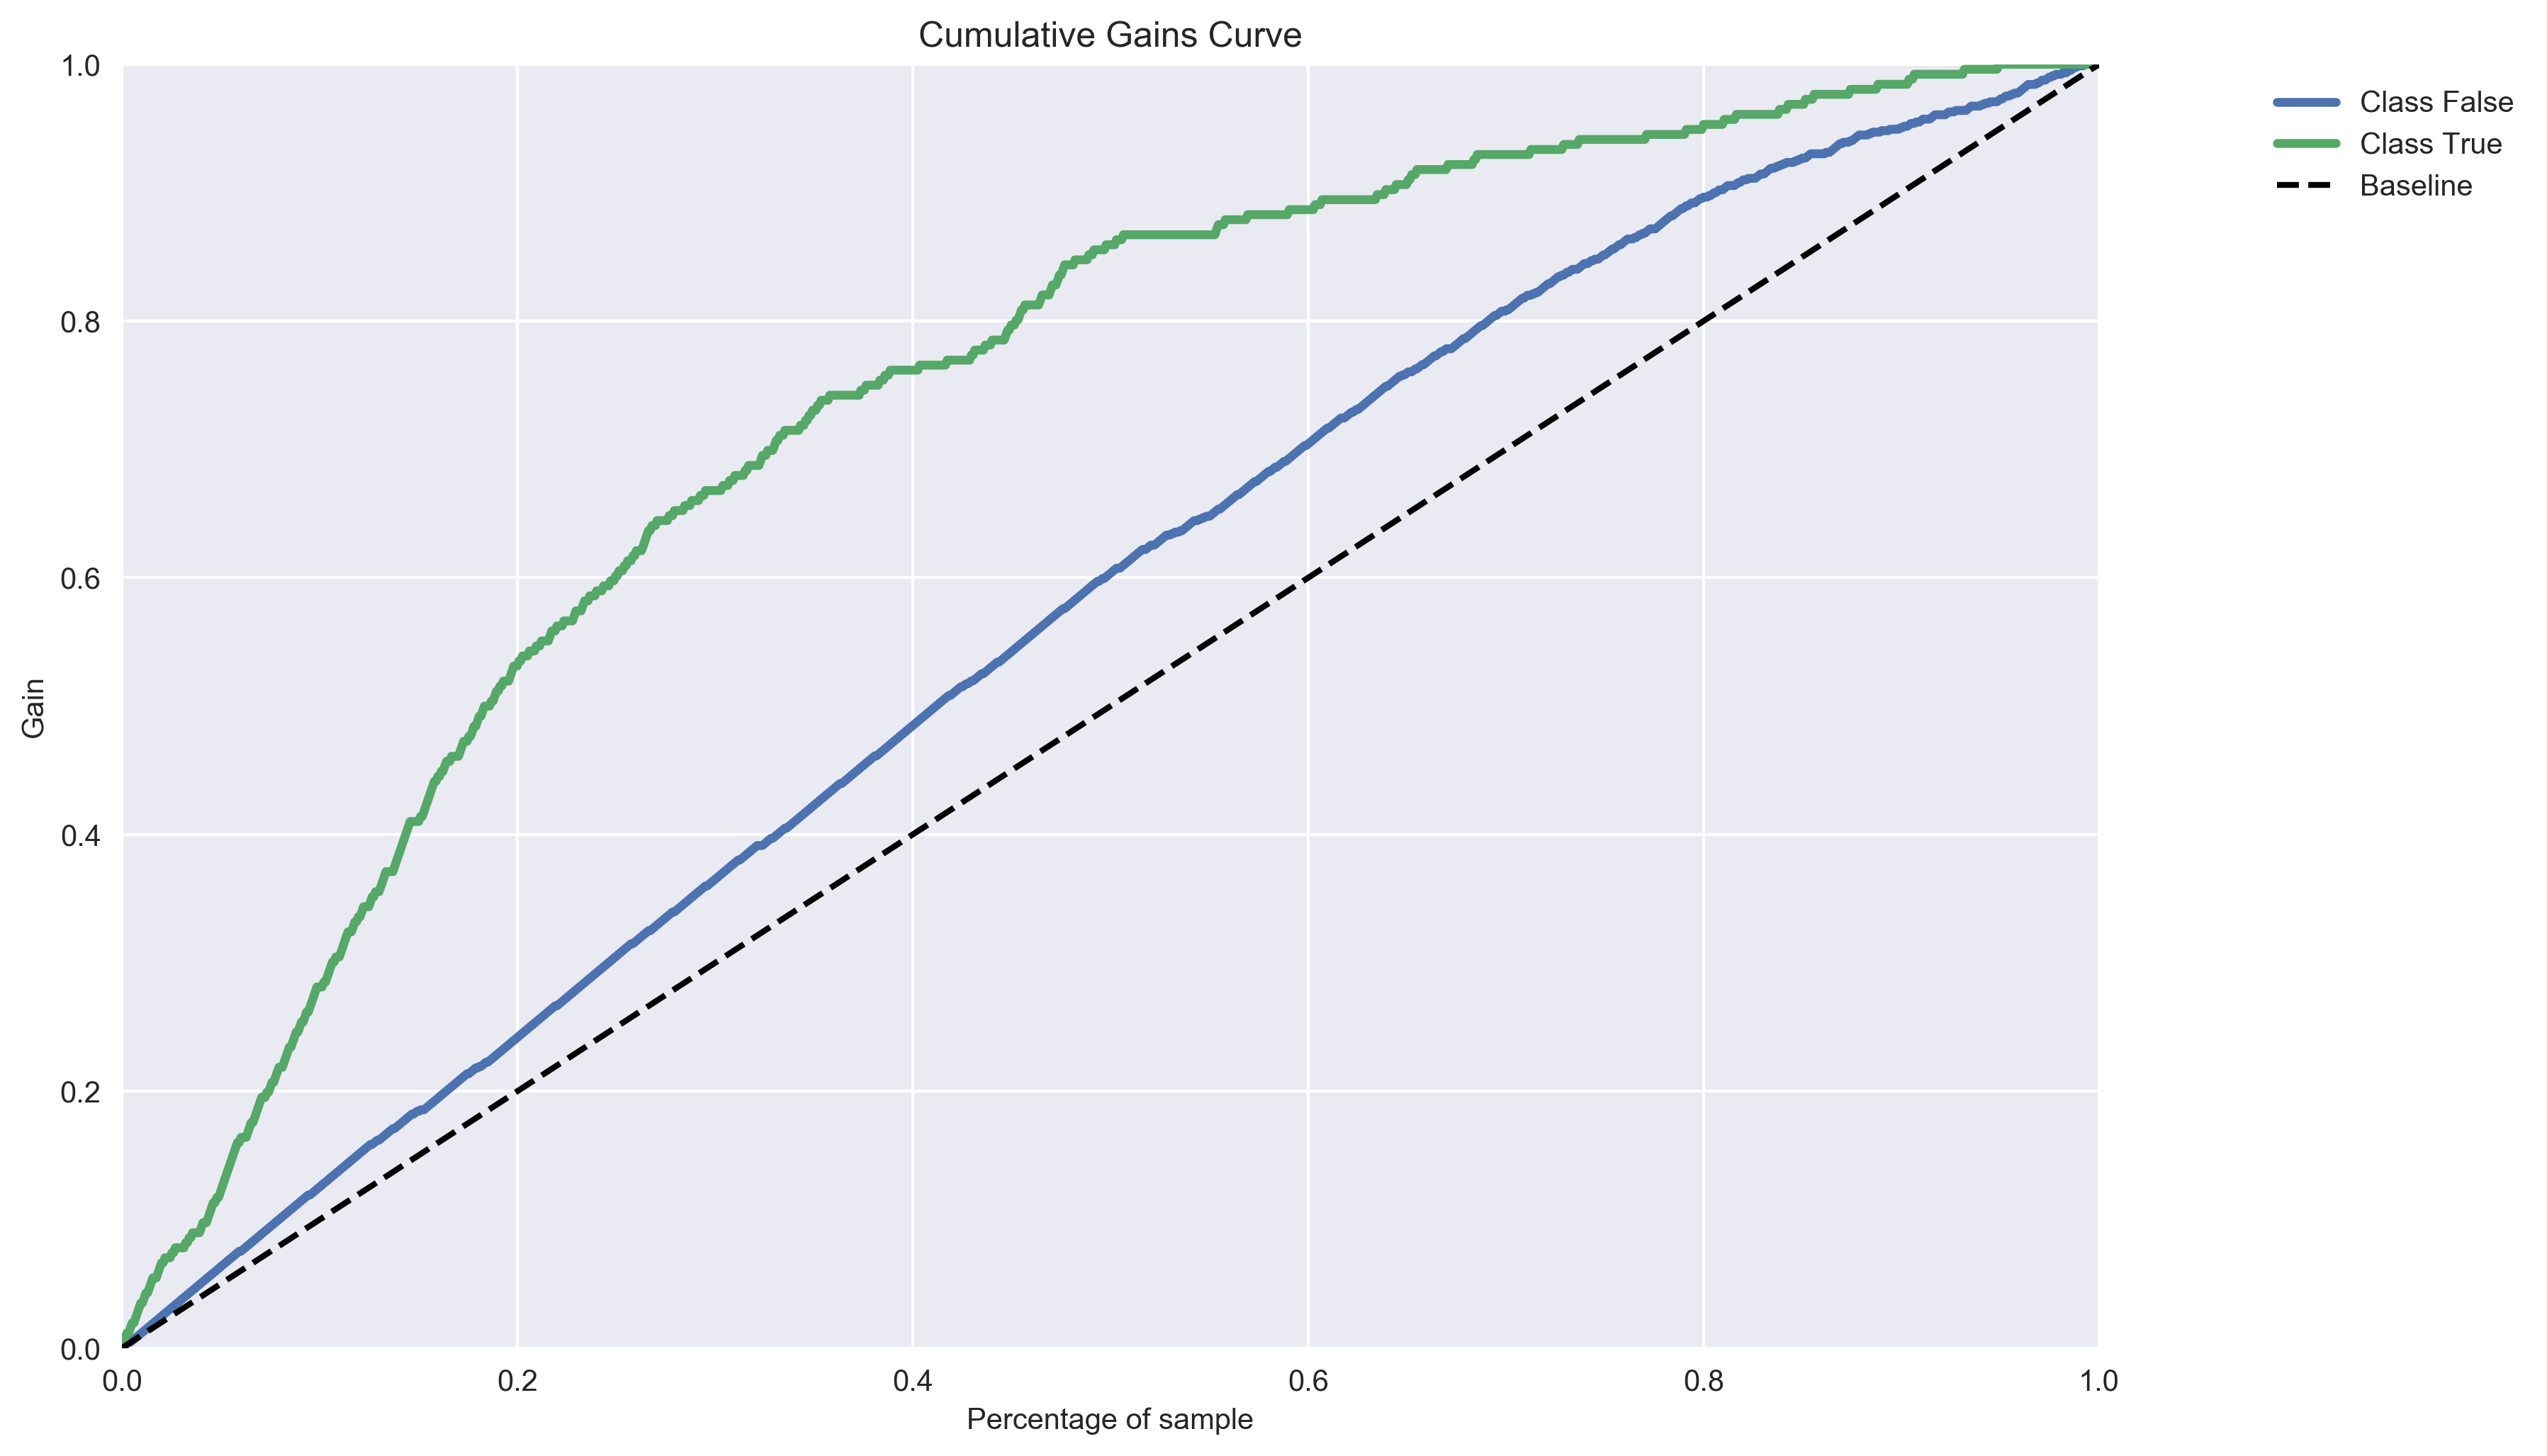 Cumulative Gains Curve
1.0
0.8
0.6
0.4
0.2
0.0
Gain
0.0 0.2 0.4 0.6 0.8 1.0
Percentage of sample
Class False
Class True
Baseline